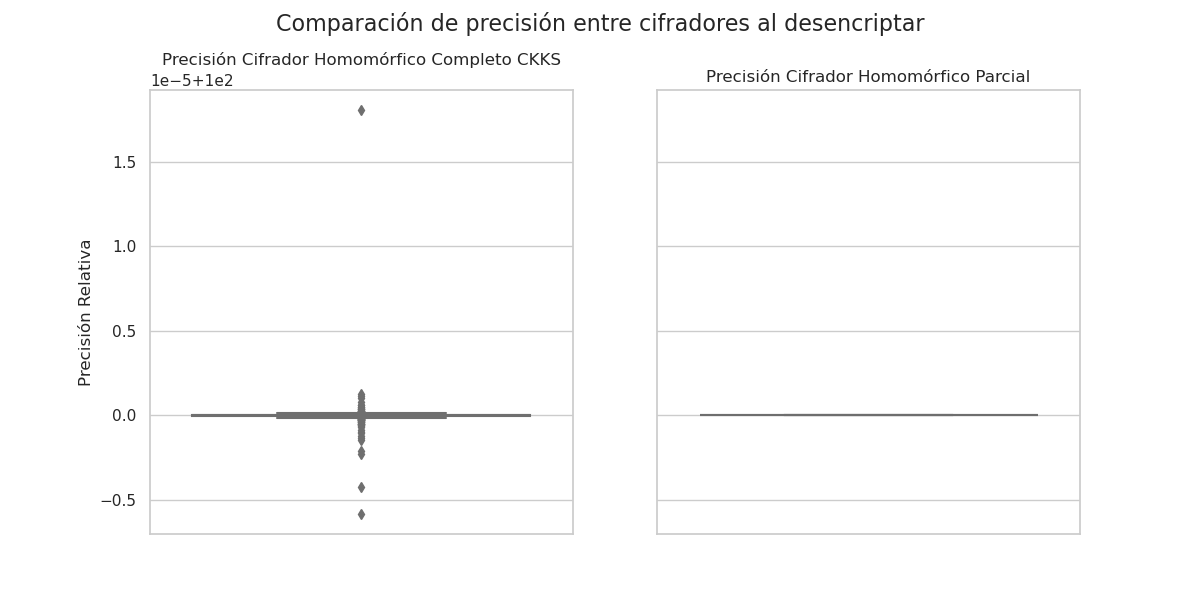 Comparación de precisión entre cifradores al desencriptar
Precisión Cifrador Homomórfico Completo CKKS
1e−5+1e2
Precisión Cifrador Homomórfico Parcial
1.5
1.0
0.5
0.0
−0.5
Precisión Relativa